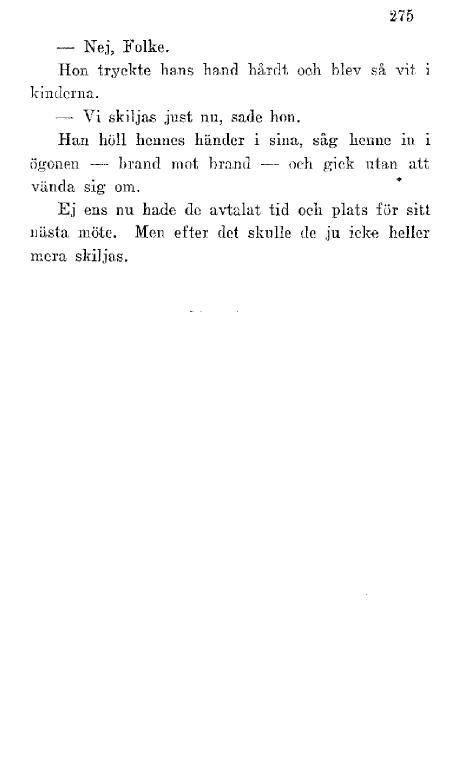 275
— Nej, Folke.
Hon tryckte hans hand hårdt och blev så vit i
kinderna.
— Vi skiljas just nu, sade hon.
Han höll hennes händer i sina, såg henne in i
ögonen — brand mot brand — och gick utan att
vända sig om.
Ej ens nu hade de avtalat tid och plats för sitt
nästa möte. Men efter det skulle de ju icke heller
mera skiljas.